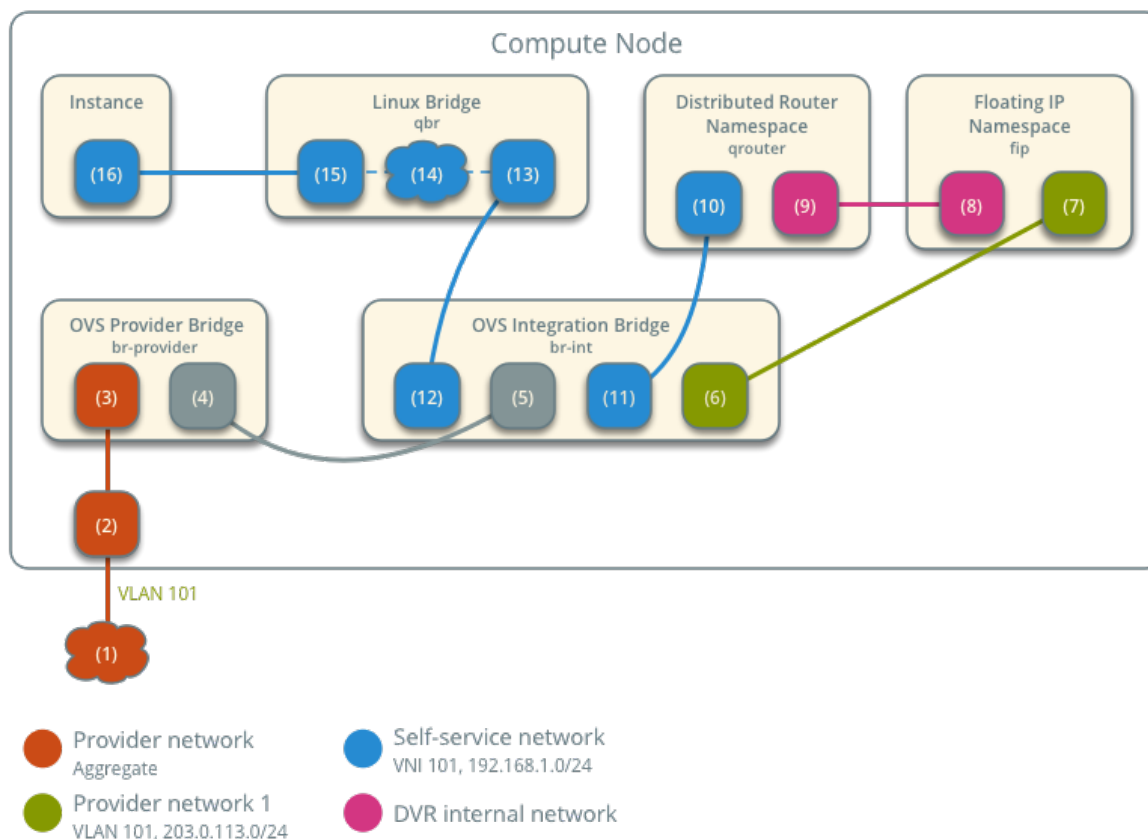 Compute Node
Instance
Linux Bridge
qbr
Distributed Router
Namespace
qrouter
Floating IP
Namespace
fip
(16)
(15)
(14)
(13)
(10)
(9)
(8)
(7)
OVS Provider Bridge
br-provider
OVS Integration Bridge
br-int
(3)
(4)
(12)
(5)
(11)
(6)
(2)
VLAN 101
(1)
Provider network
Aggregate
Self-service network
VNI 101, 192.168.1.0/24
Provider network 1
VLAN 101, 203.0.113.0/24
DVR internal network